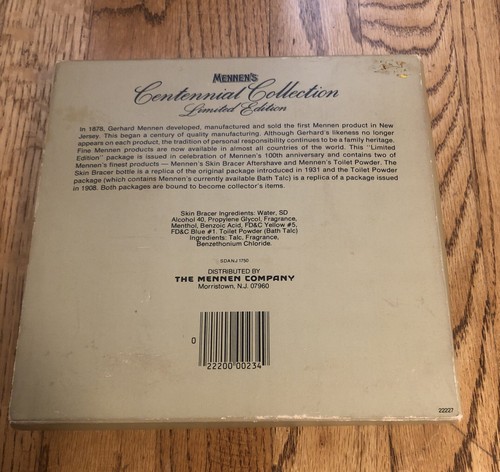 MENNEN'S
Centennial Collection
Limited Edition
In 1878, Gerhard Mennen developed, manufactured and sold the first Mennen product in New
Jersey. This began a century of quality manufacturing. Although Gerhard's likeness no longer
appears on each product, the tradition of personal responsibility continues to be a family heritage.
Fine Mennen products are now available in almost all countries of the world. This "Limited
Edition" package is issued in celebration of Mennen's 100th anniversary and contains two of
Mennen's finest products — Mennen's Skin Bracer Aftershave and Mennen's Toilet Powder. The
Skin Bracer bottle is a replica of the original package introduced in 1931 and the Toilet Powder
package (which contains Mennen's currently available Bath Talc) is a replica of a package issued
in 1908. Both packages are bound to become collector's items.
Skin Bracer Ingredients: Water, SD
Alcohol 40, Propylene Glycol, Fragrance,
Menthol, Benzoic Acid, FD&C Yellow #5,
FD&C Blue #1. Toilet Powder (Bath Talc)
Ingredients: Talc, Fragrance,
Benzethonium Chloride.
SDANJ 1750
DISTRIBUTED BY
THE MENNEN COMPANY
Morristown, N.J. 07960
0
22200 00234
22227